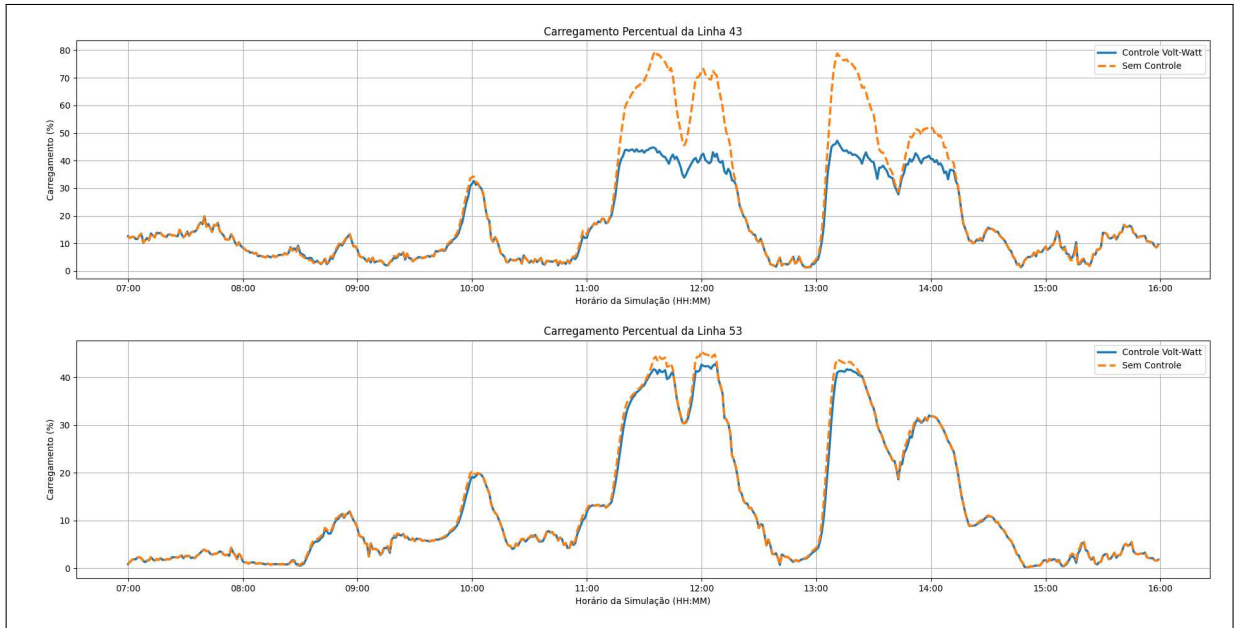 Carregamento Percentual da Linha 43
Controle Volt-Watt
Sem Controle
Carregamento (%)
80
70
60
50
40
30
20
10
0
07:00 08:00 09:00 10:00 11:00 12:00 13:00 14:00 15:00 16:00
Horário da Simulação (HH:MM)
Carregamento Percentual da Linha 53
Controle Volt-Watt
Sem Controle
Carregamento (%)
40
30
20
10
0
07:00 08:00 09:00 10:00 11:00 12:00 13:00 14:00 15:00 16:00
Horário da Simulação (HH:MM)